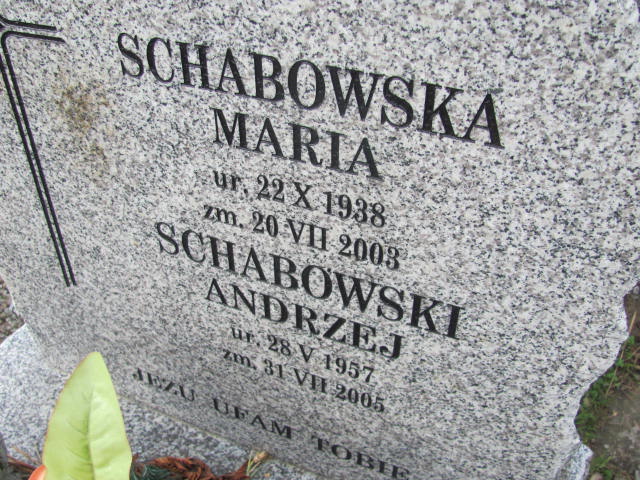 SCHABOWSKA
MARIA
ur. 22 X 1938
zm. 20 VII 2003
SCHABOWSKI
ANDRZEJ
ur. 28 V 1957
zm. 31 VII 2005
JEZU UFAM TOBIE